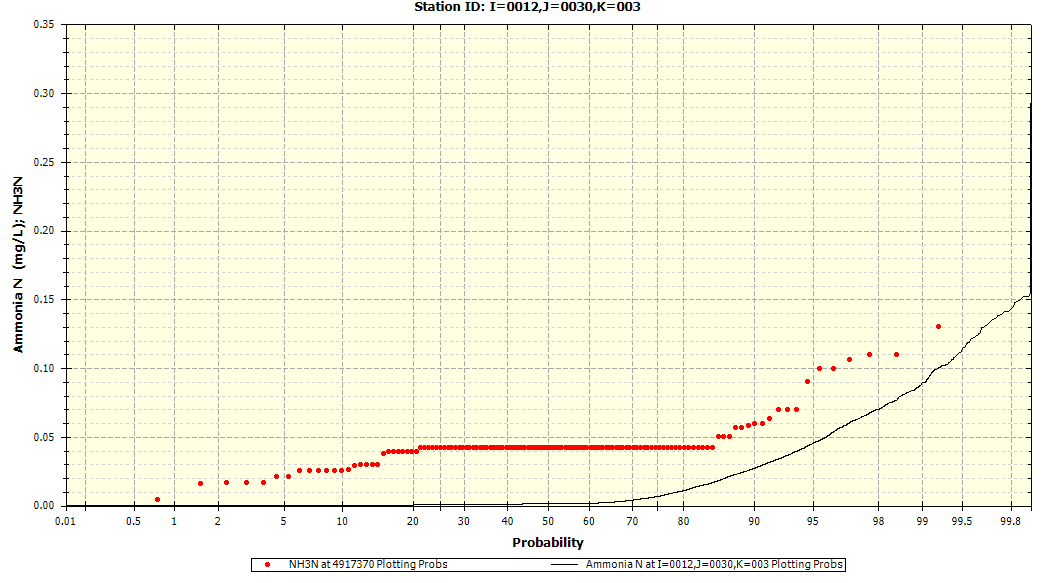 Station ID: I=0012,J=0030,K=003
Ammonia N (mg/L); NH3N
0.35
0.30
0.25
0.20
0.15
0.10
0.05
0.00
0.01 0.5 1 2 5 10 20 30 40 50 60 70 80 90 95 98 99 99.5 99.8
Probability
NH3N at 4917370 Plotting Probs Ammonia N at I=0012,J=0030,K=003 Plotting Probs